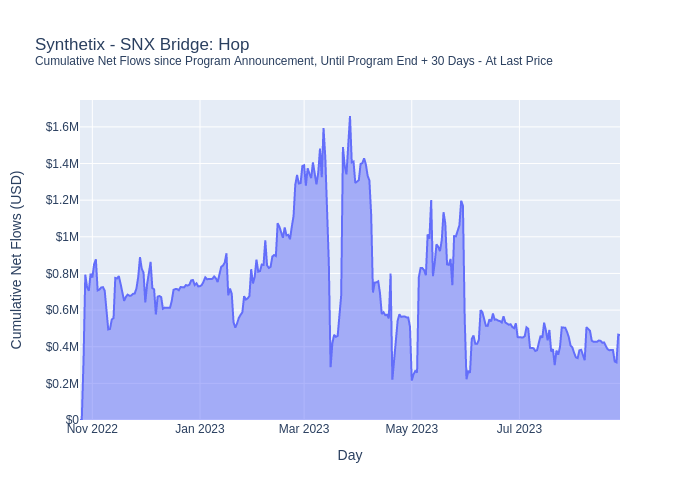 Synthetix - SNX Bridge: Hop
Cumulative Net Flows since Program Announcement, Until Program End + 30 Days - At Last Price
Cumulative Net Flows (USD)
$1.6M
$1.4M
$1.2M
$1M
$0.8M
$0.6M
$0.4M
$0.2M
$0
Nov 2022
Jan 2023
Mar 2023
May 2023
Jul 2023
Day